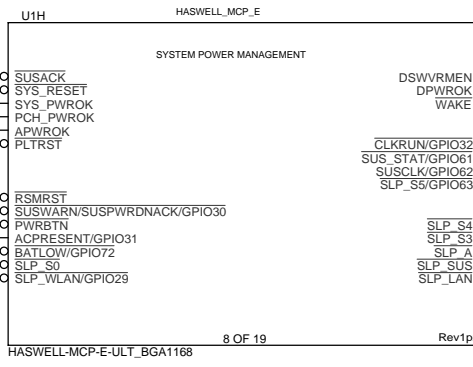 U1H
HASWELL_MCP_E
SYSTEM POWER MANAGEMENT
SUSACK
SYS_RESET
SYS_PWROK
PCH_PWROK
APWROK
PLTRST
RSMRST
SUSWARN/SUSPWRDNACK/GPIO30
PWRBTN
ACPRESENT/GPIO31
BATLOW/GPIO72
SLP_S0
SLP_WLAN/GPIO29
DSWVRMEN
DPWROK
WAKE
CLKRUN/GPIO32
SUS_STAT/GPIO61
SUSCLK/GPIO62
SLP_S5/GPIO63
SLP_S4
SLP_S3
SLP_A
SLP_SUS
SLP_LAN
8 OF 19
Rev1p
HASWELL-MCP-E-ULT_BGA1168